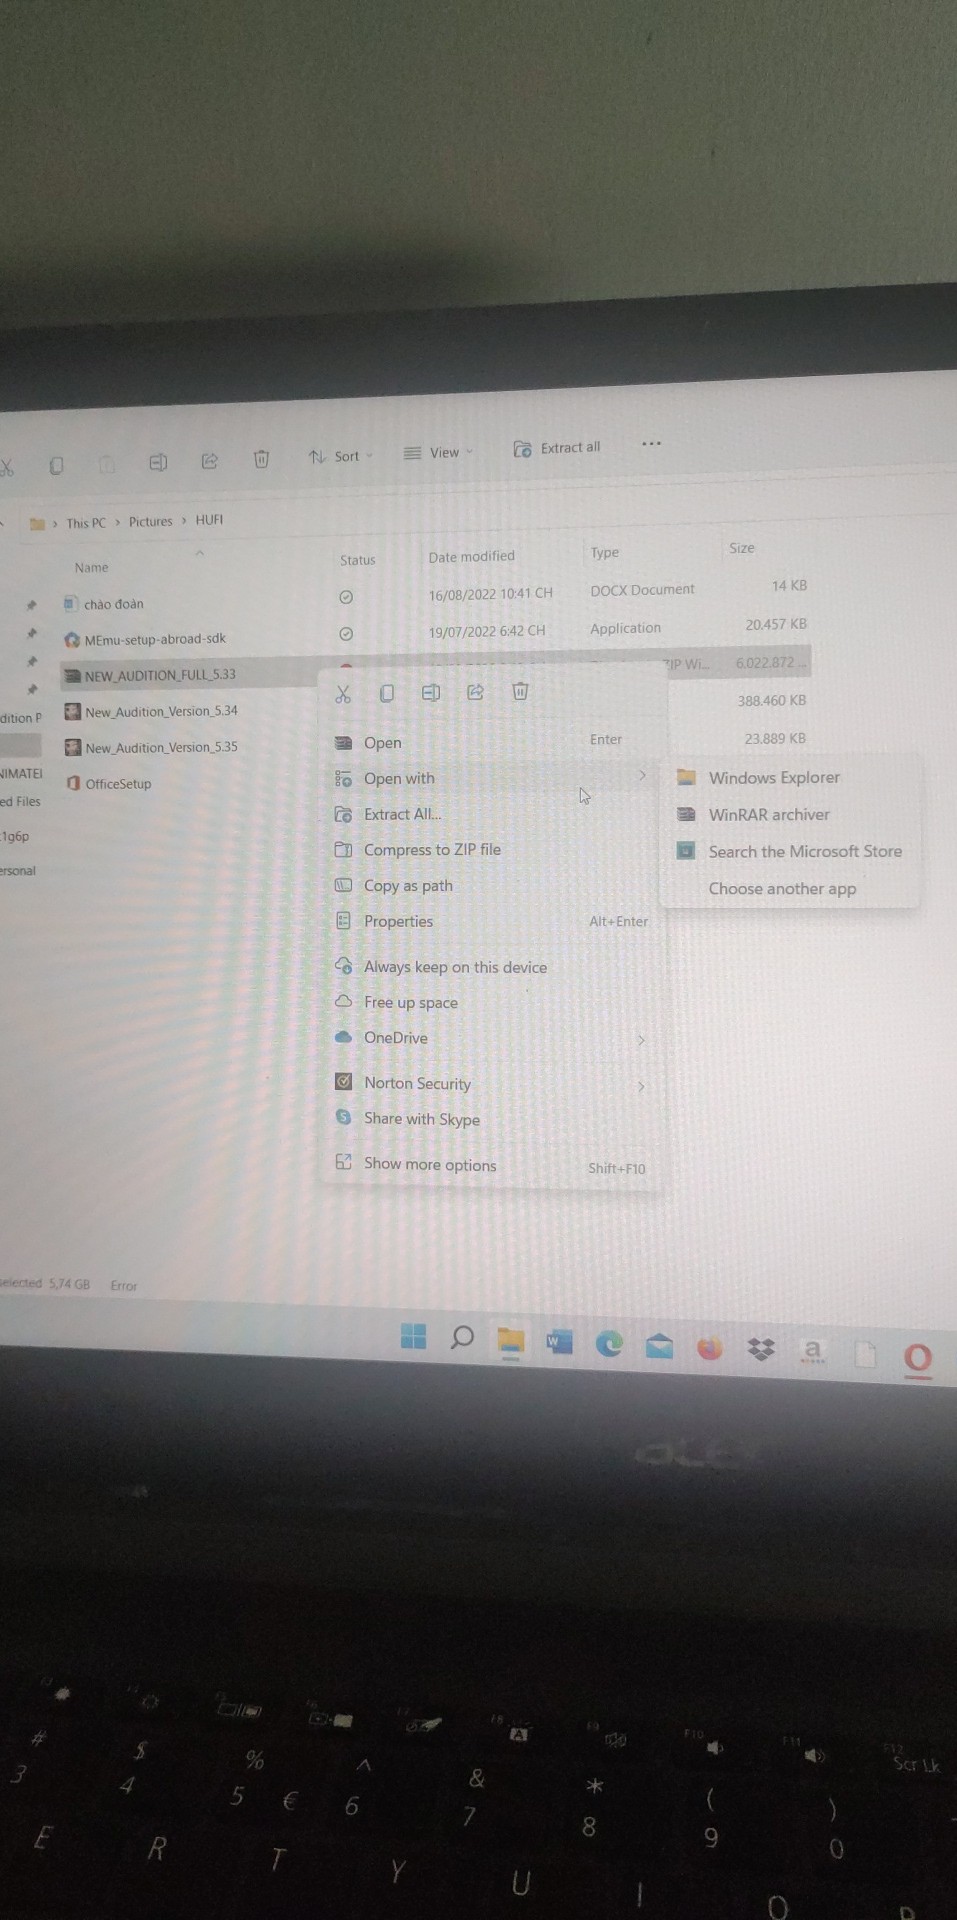 Sort
View
Extract all
...
> This PC > Pictures > HUFI
Name
Status
Date modified
Type
Size
chào đoàn
16/08/2022 10:41 CH
DOCX Document
14 KB
MEmu-setup-abroad-sdk
19/07/2022 6:42 CH
Application
20.457 KB
NEW_AUDITION_FULL_5.33
ZIP Wi...
6.022.872 ...
New_Audition_Version_5.34
388.460 KB
dition P
New_Audition_Version_5.35
23.889 KB
NIMATEI
OfficeSetup
ed Files
1g6p
ersonal
Open
Enter
Open with
Extract All...
Compress to ZIP file
Copy as path
Properties
Alt+Enter
Always keep on this device
Free up space
OneDrive
Norton Security
Share with Skype
Show more options
Shift+F10
Windows Explorer
WinRAR archiver
Search the Microsoft Store
Choose another app
selected 5,74 GB
Error
W
a
acer
F10
F11
F12
Scr Lk
# $ % ^ & * ( )
3 4 5 € 6 7 8 9 0
E R T Y U I O P